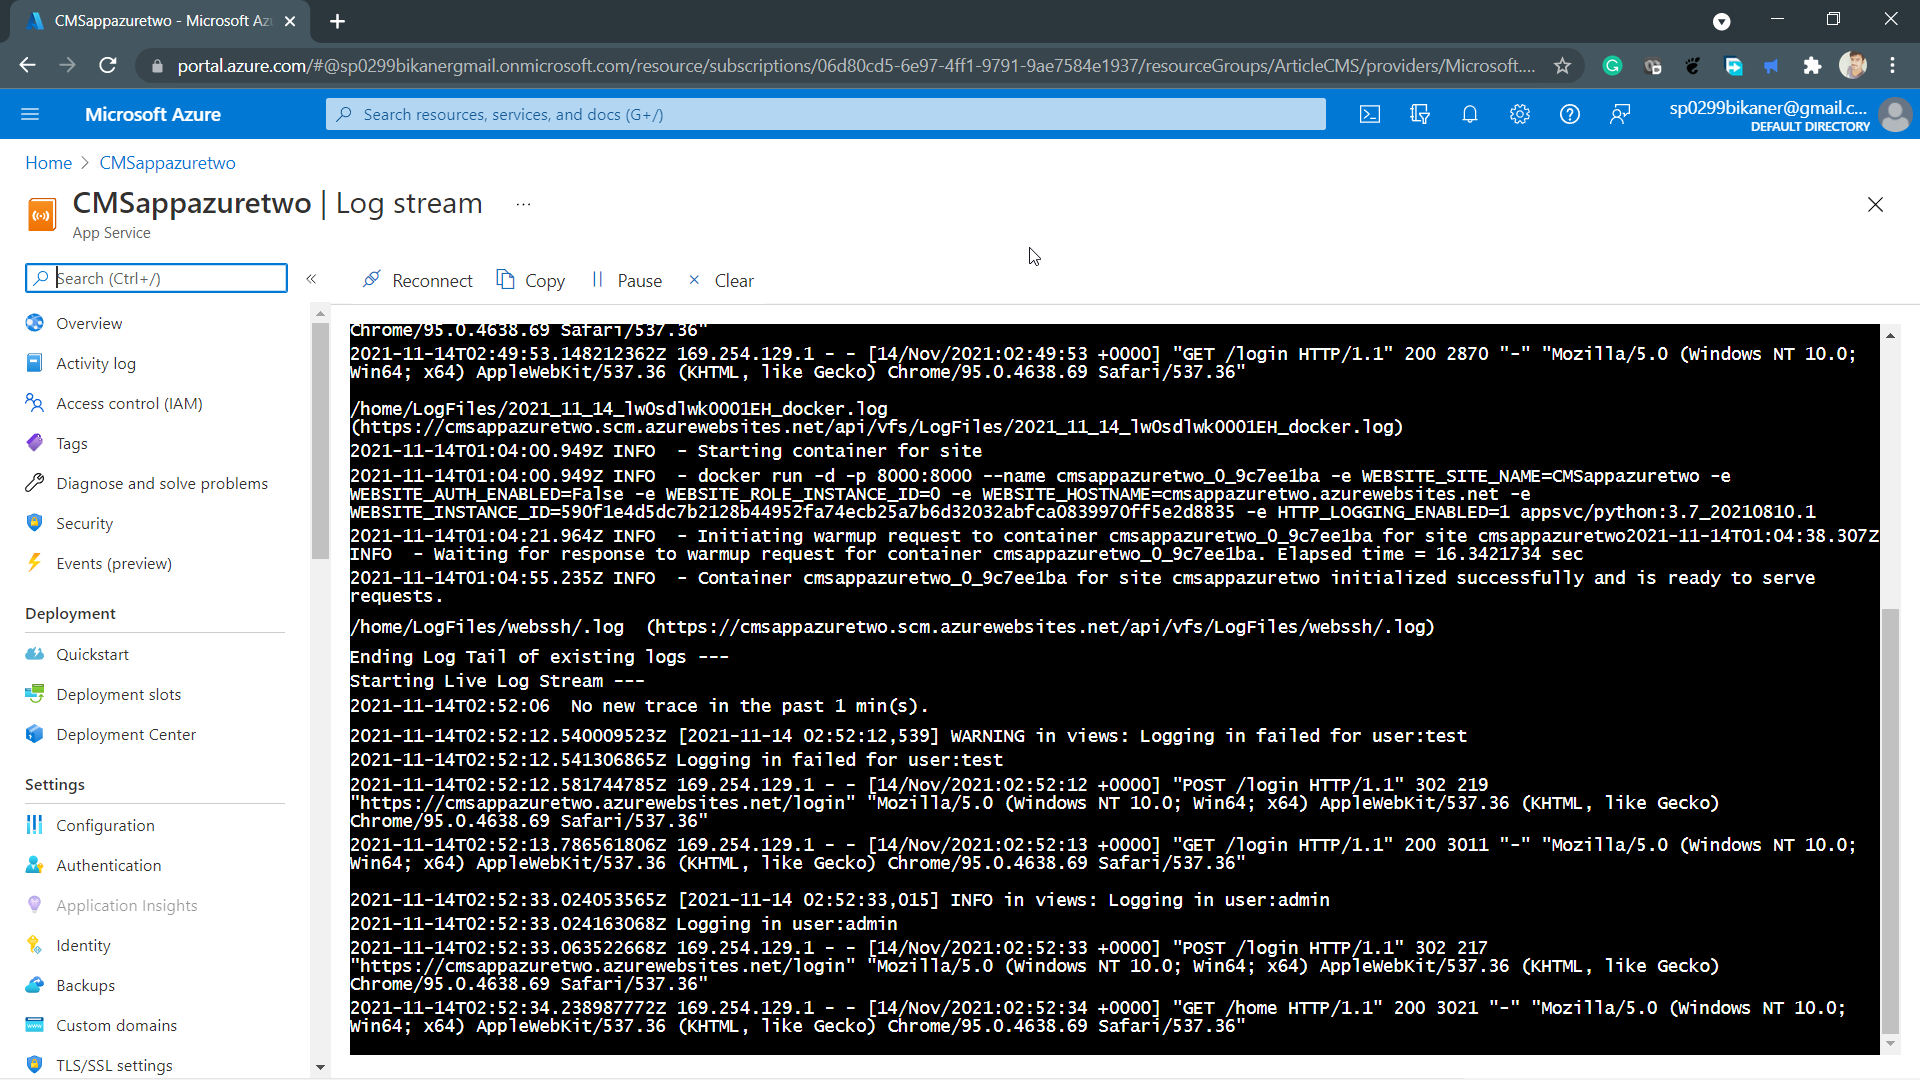 CMSappazuretwo - Microsoft Az
portal.azure.com/#@sp0299bikanergmail.onmicrosoft.com/resource/subscriptions/06d80cd5-6e97-4ff1-9791-9ae7584e1937/resourceGroups/ArticleCMS/providers/Microsoft....
Microsoft Azure
Search resources, services, and docs (G+/)
sp0299bikaner@gmail.c...
DEFAULT DIRECTORY
Home > CMSappazuretwo
CMSappazuretwo | Log stream ...
App Service
Search (Ctrl+/)
«
Overview
Activity log
Access control (IAM)
Tags
Diagnose and solve problems
Security
Events (preview)
Deployment
Quickstart
Deployment slots
Deployment Center
Settings
Configuration
Authentication
Application Insights
Identity
Backups
Custom domains
TLS/SSL settings
Reconnect Copy Pause Clear
Chrome/95.0.4638.69 Safari/537.36"
2021-11-14T02:49:53.148212362Z 169.254.129.1 - - [14/Nov/2021:02:49:53 +0000] "GET /login HTTP/1.1" 200 2870 "-" "Mozilla/5.0 (Windows NT 10.0;
Win64; x64) AppleWebKit/537.36 (KHTML, like Gecko) Chrome/95.0.4638.69 Safari/537.36"
/home/LogFiles/2021_11_14_lw0sdlwk0001EH_docker.log
(https://cmsappazuretwo.scm.azurewebsites.net/api/vfs/LogFiles/2021_11_14_lw0sdlwk0001EH_docker.log)
2021-11-14T01:04:00.949Z INFO - Starting container for site
2021-11-14T01:04:00.949Z INFO - docker run -d -p 8000:8000 --name cmsappazuretwo_0_9c7ee1ba -e WEBSITE_SITE_NAME=CMSappazuretwo -e
WEBSITE_AUTH_ENABLED=False -e WEBSITE_ROLE_INSTANCE_ID=0 -e WEBSITE_HOSTNAME=cmsappazuretwo.azurewebsites.net -e
WEBSITE_INSTANCE_ID=590f1e4d5dc7b2128b44952fa74ecb25a7b6d32032abfca0839970ff5e2d8835 -e HTTP_LOGGING_ENABLED=1 appsvc/python:3.7_20210810.1
2021-11-14T01:04:21.964Z INFO - Initiating warmup request to container cmsappazuretwo_0_9c7ee1ba for site cmsappazuretwo2021-11-14T01:04:38.307Z
INFO - Waiting for response to warmup request for container cmsappazuretwo_0_9c7ee1ba. Elapsed time = 16.3421734 sec
2021-11-14T01:04:55.235Z INFO - Container cmsappazuretwo_0_9c7ee1ba for site cmsappazuretwo initialized successfully and is ready to serve
requests.
/home/LogFiles/webssh/.log (https://cmsappazuretwo.scm.azurewebsites.net/api/vfs/LogFiles/webssh/.log)
Ending Log Tail of existing logs ---
Starting Live Log Stream ---
2021-11-14T02:52:06 No new trace in the past 1 min(s).
2021-11-14T02:52:12.540009523Z [2021-11-14 02:52:12,539] WARNING in views: Logging in failed for user:test
2021-11-14T02:52:12.541306865Z Logging in failed for user:test
2021-11-14T02:52:12.581744785Z 169.254.129.1 - - [14/Nov/2021:02:52:12 +0000] "POST /login HTTP/1.1" 302 219
"https://cmsappazuretwo.azurewebsites.net/login" "Mozilla/5.0 (Windows NT 10.0; Win64; x64) AppleWebKit/537.36 (KHTML, like Gecko)
Chrome/95.0.4638.69 Safari/537.36"
2021-11-14T02:52:13.786561806Z 169.254.129.1 - - [14/Nov/2021:02:52:13 +0000] "GET /login HTTP/1.1" 200 3011 "-" "Mozilla/5.0 (Windows NT 10.0;
Win64; x64) AppleWebKit/537.36 (KHTML, like Gecko) Chrome/95.0.4638.69 Safari/537.36"
2021-11-14T02:52:33.024053565Z [2021-11-14 02:52:33,015] INFO in views: Logging in user:admin
2021-11-14T02:52:33.024163068Z Logging in user:admin
2021-11-14T02:52:33.063522668Z 169.254.129.1 - - [14/Nov/2021:02:52:33 +0000] "POST /login HTTP/1.1" 302 217
"https://cmsappazuretwo.azurewebsites.net/login" "Mozilla/5.0 (Windows NT 10.0; Win64; x64) AppleWebKit/537.36 (KHTML, like Gecko)
Chrome/95.0.4638.69 Safari/537.36"
2021-11-14T02:52:34.238987772Z 169.254.129.1 - - [14/Nov/2021:02:52:34 +0000] "GET /home HTTP/1.1" 200 3021 "-" "Mozilla/5.0 (Windows NT 10.0;
Win64; x64) AppleWebKit/537.36 (KHTML, like Gecko) Chrome/95.0.4638.69 Safari/537.36"